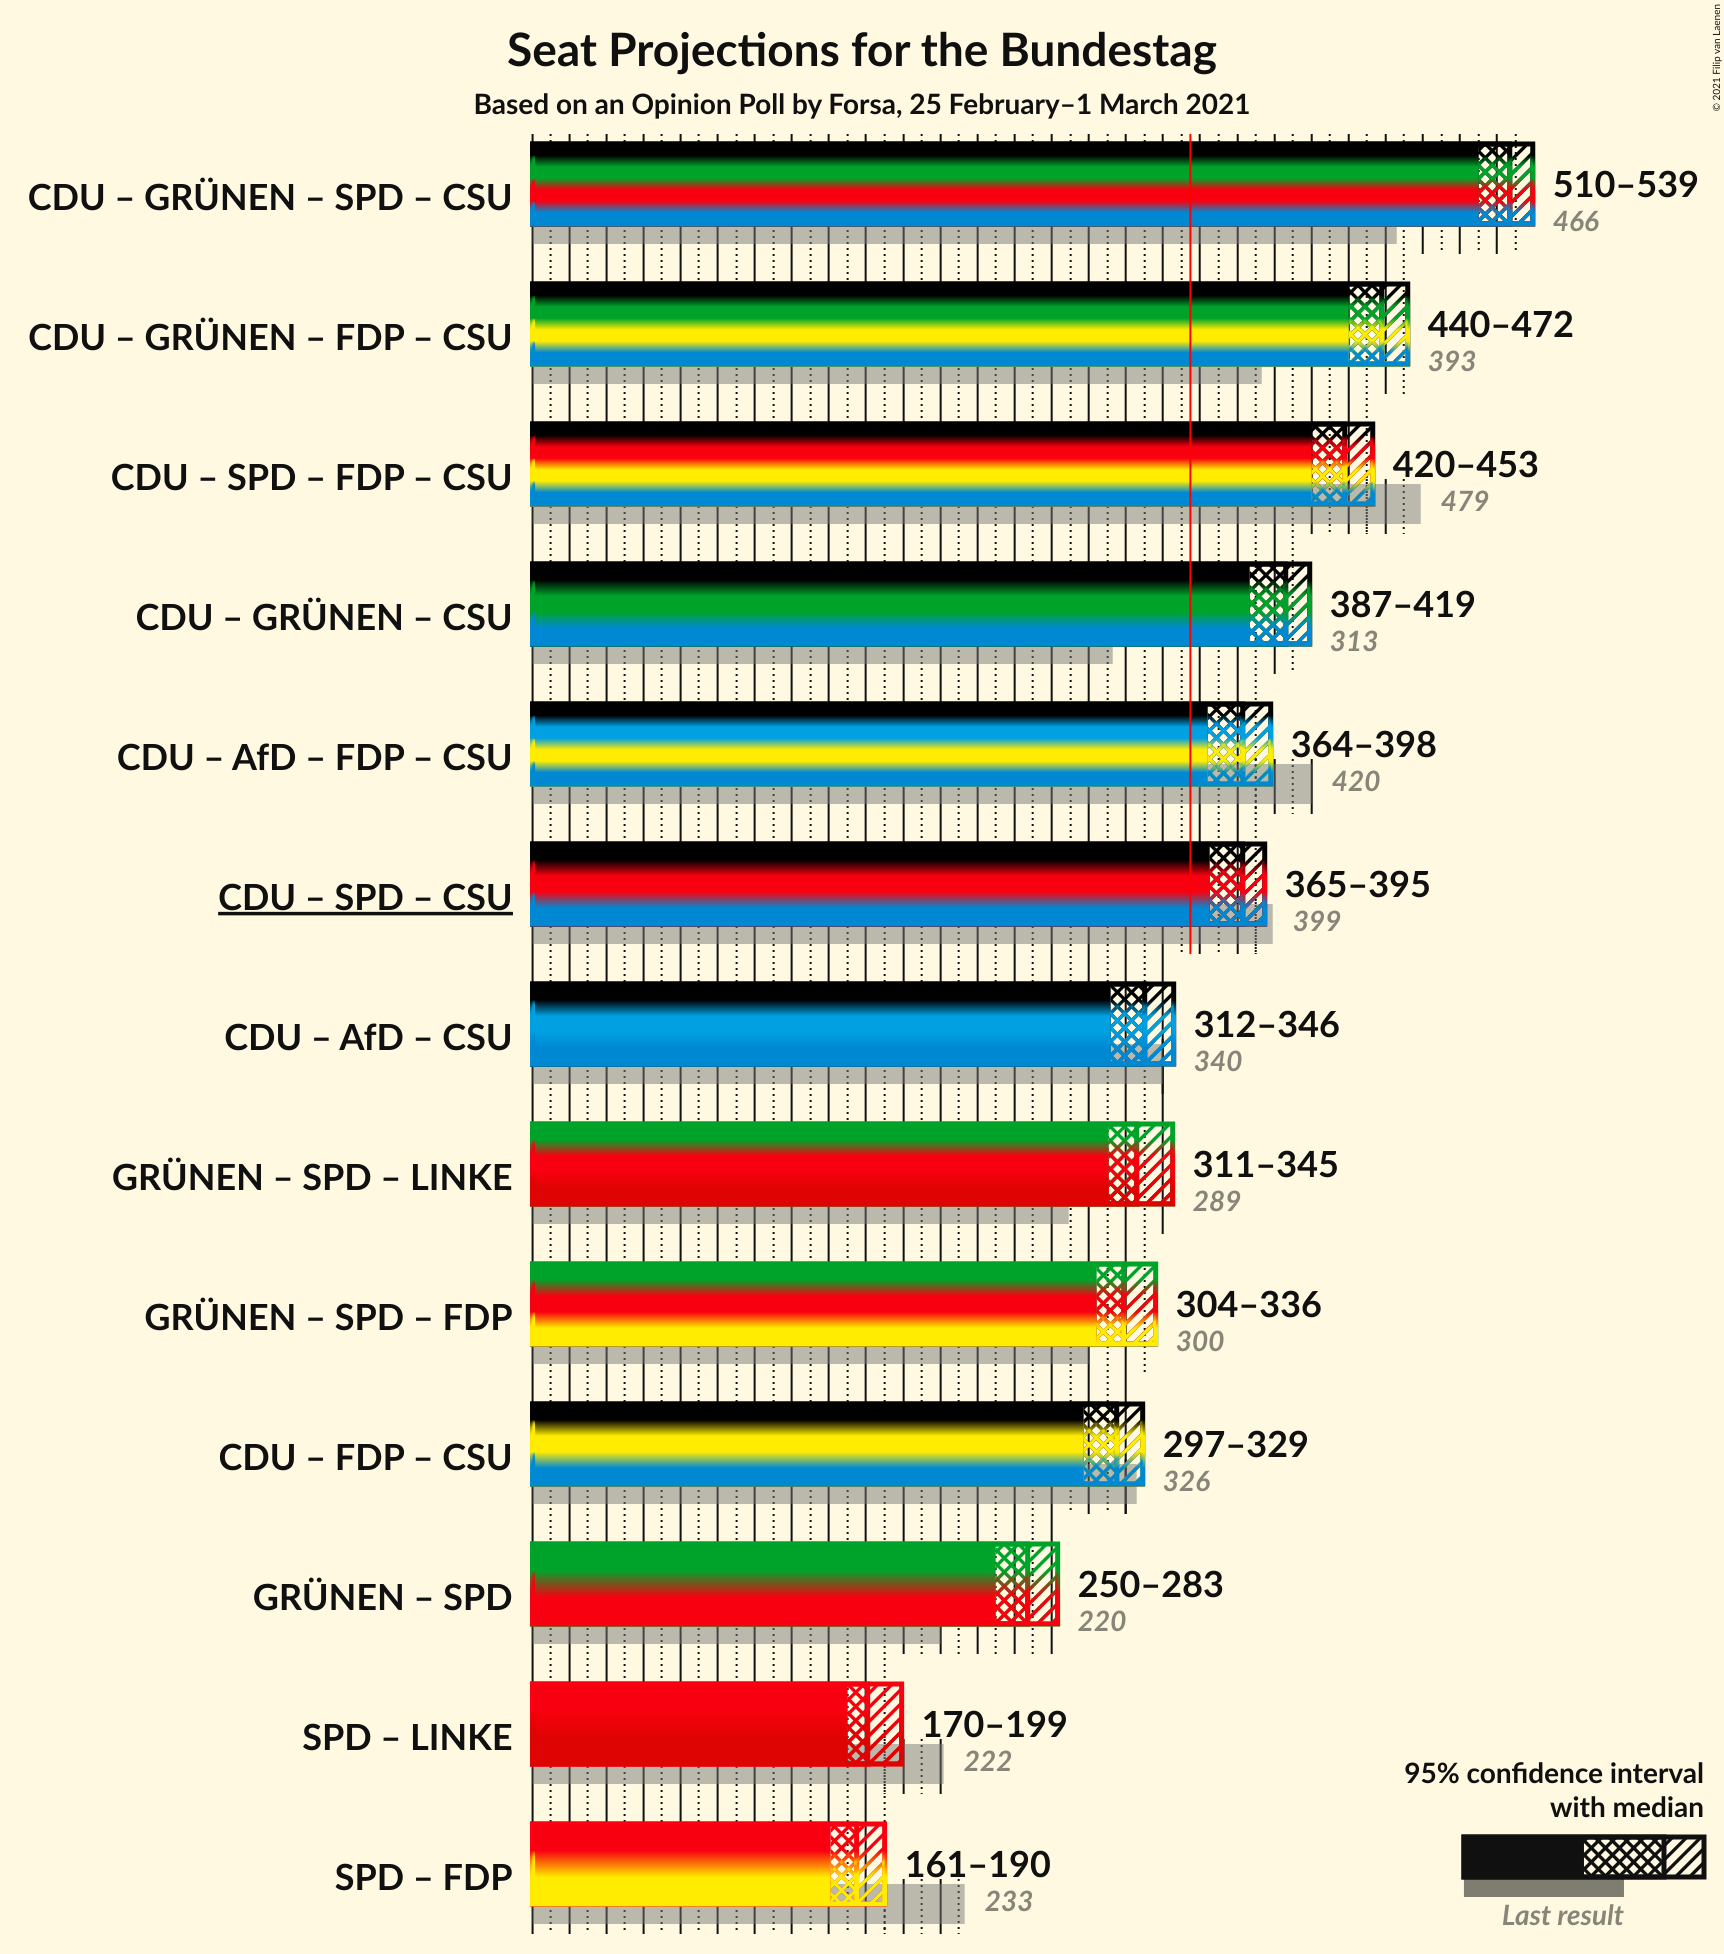 Seat Projections for the Bundestag
Based on an Opinion Poll by Forsa, 25 February–1 March 2021
© 2021 Filip van Laenen
CDU – GRÜNEN – SPD – CSU
510–539
466
CDU – GRÜNEN – FDP – CSU
440–472
393
CDU – SPD – FDP – CSU
420–453
479
CDU – GRÜNEN – CSU
387–419
313
CDU – AfD – FDP – CSU
364–398
420
CDU – SPD – CSU
365–395
399
CDU – AfD – CSU
312–346
340
GRÜNEN – SPD – LINKE
311–345
289
GRÜNEN – SPD – FDP
304–336
300
CDU – FDP – CSU
297–329
326
GRÜNEN – SPD
250–283
220
SPD – LINKE
170–199
222
SPD – FDP
161–190
233
95% confidence interval
with median
Last result